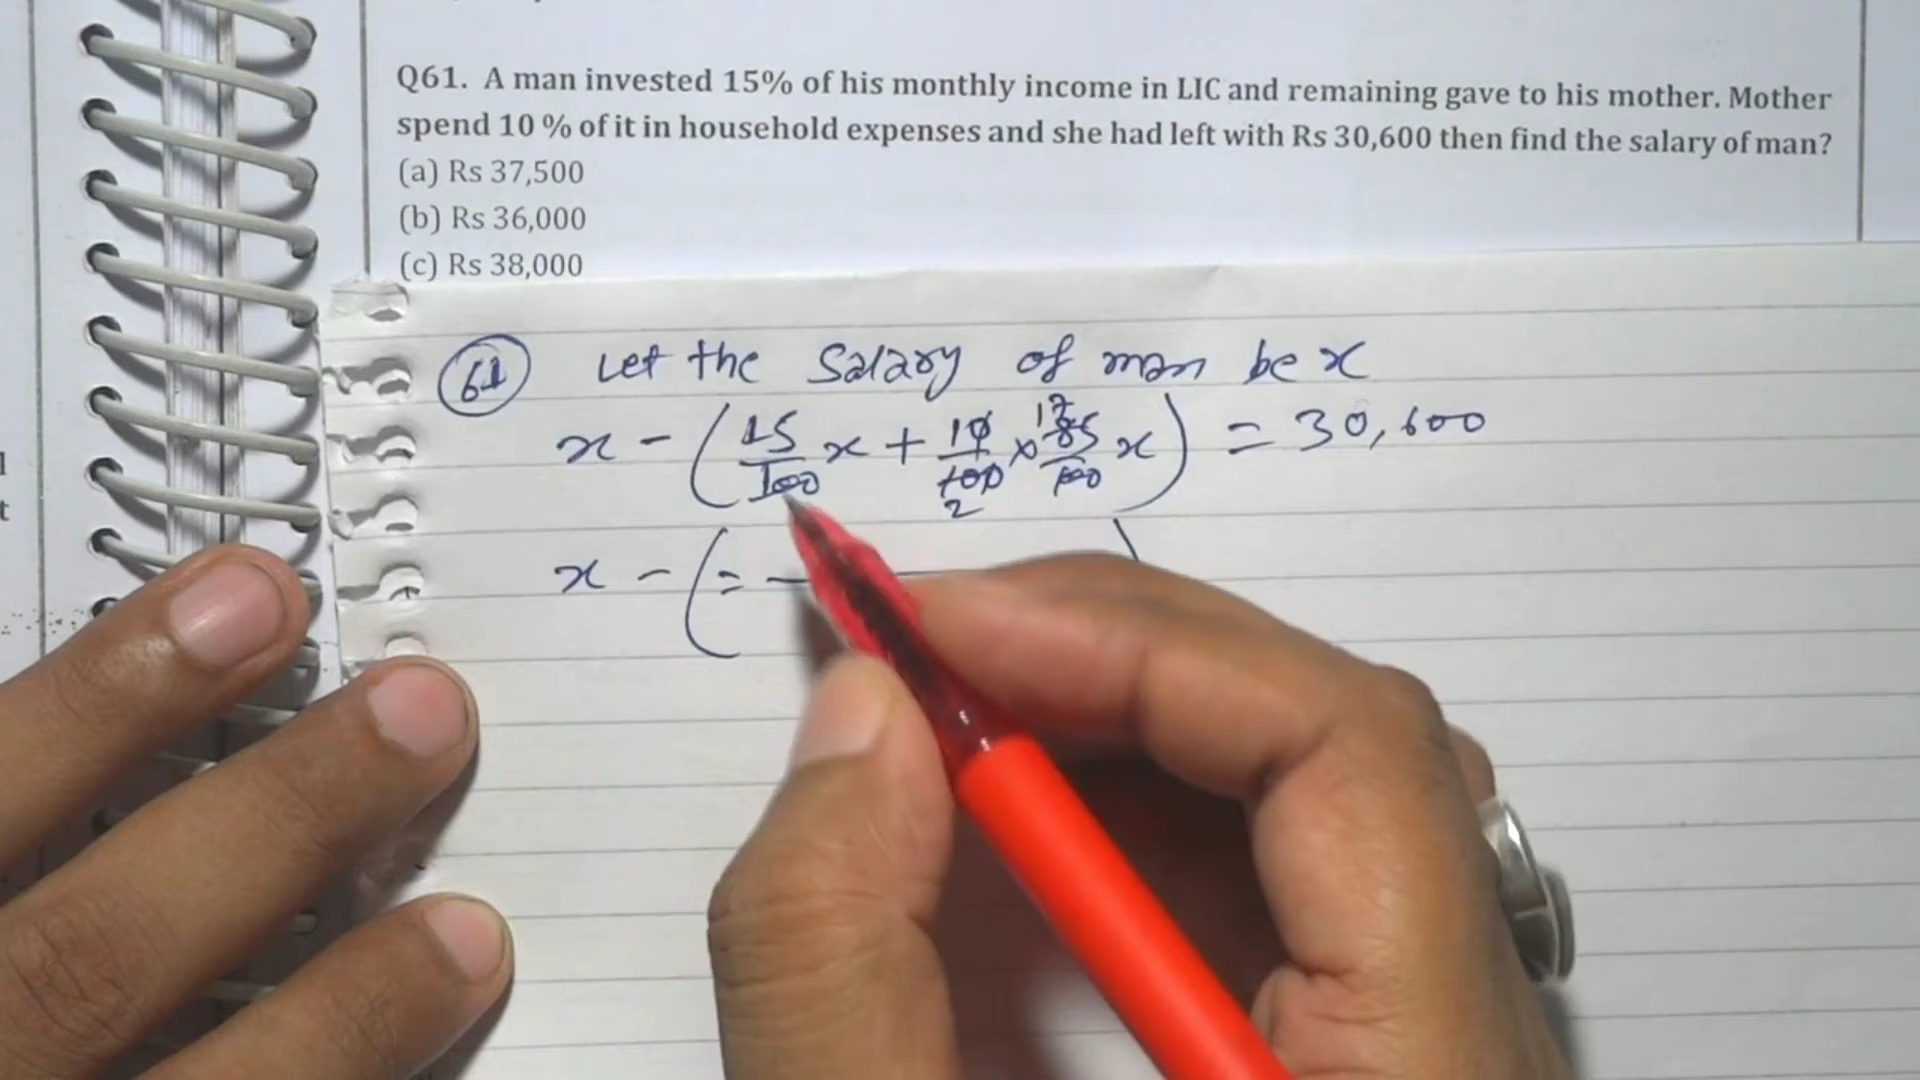 Q61. A man invested 15% of his monthly income in LIC and remaining gave to his mother. Mother
spend 10 % of it in household expenses and she had left with Rs 30,600 then find the salary of man?
(a) Rs 37,500
(b) Rs 36,000
(c) Rs 38,000
61 Let the Salary of man be x
x - (15/100 x + 10/100 × 85/100 x) = 30,600
17
2
x - ( = )
l
t